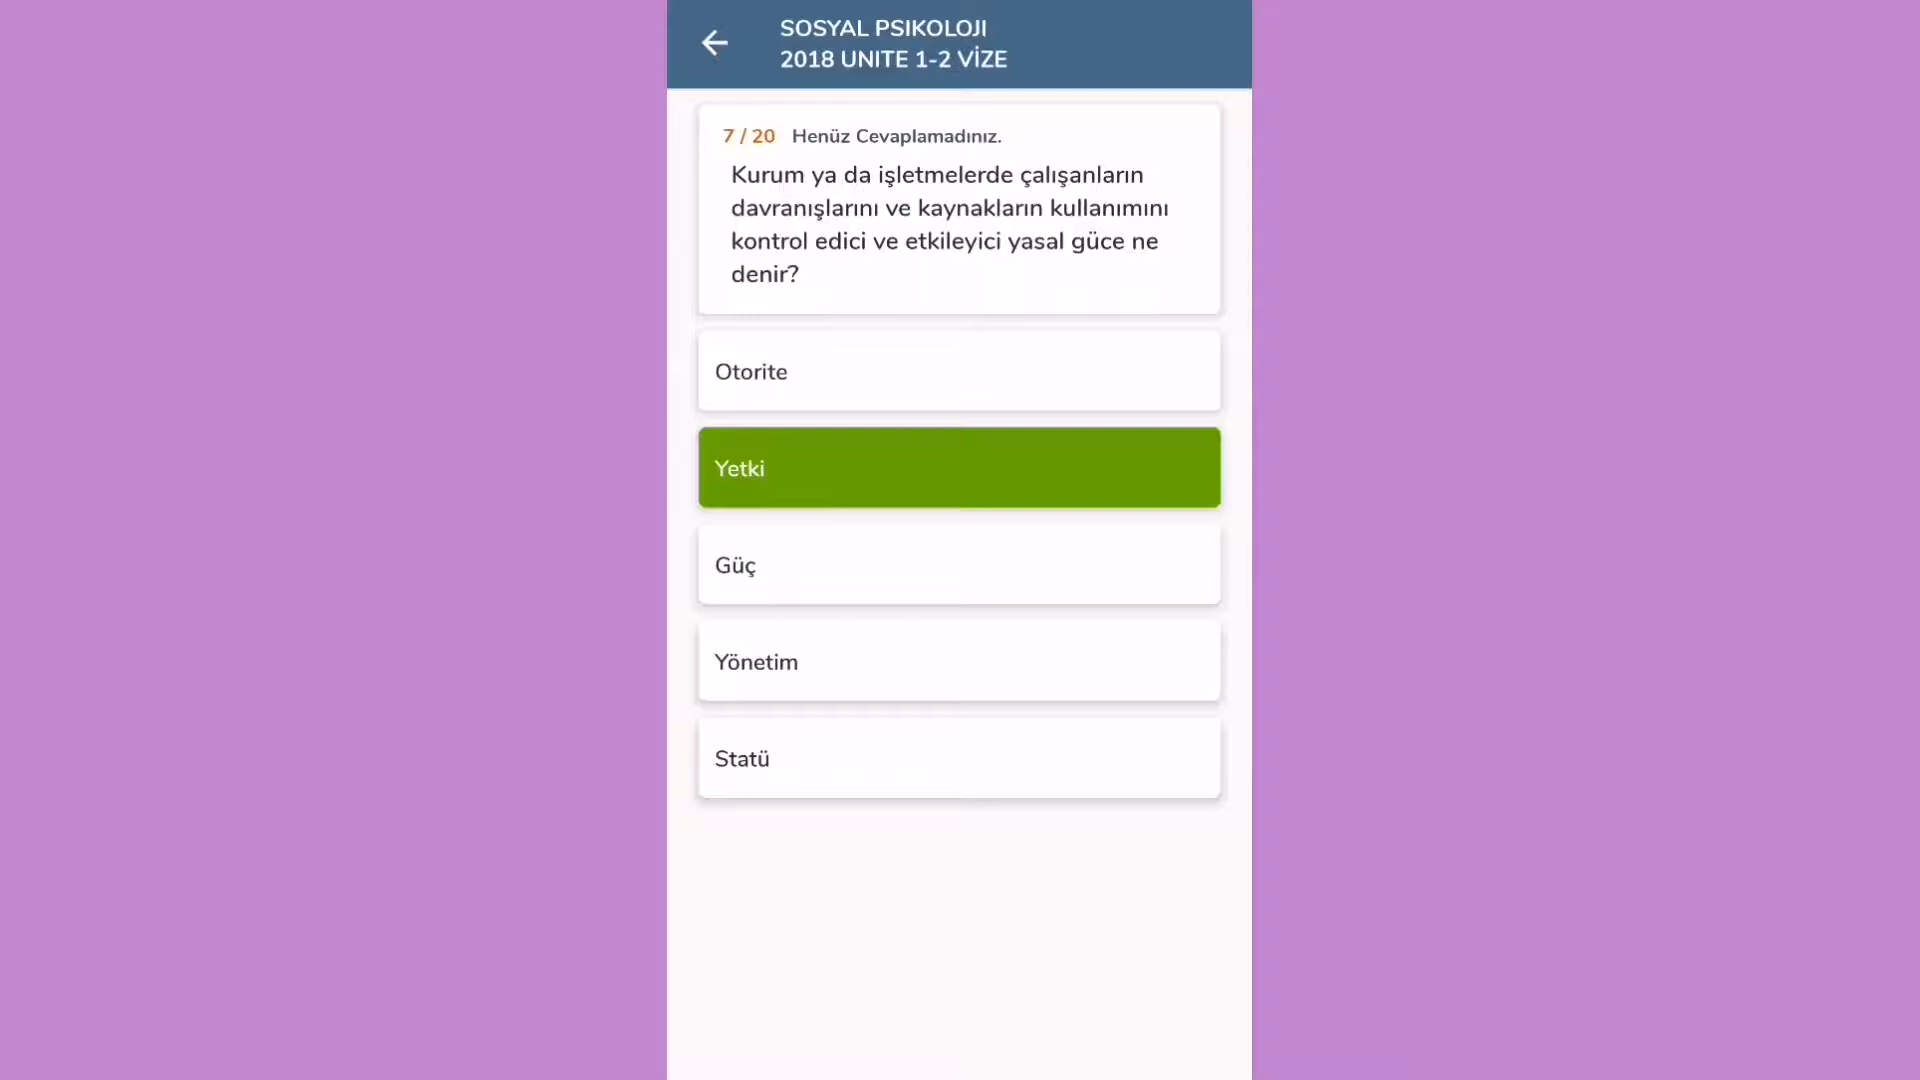 SOSYAL PSIKOLOJI
2018 UNITE 1-2 VİZE
7 / 20 Henüz Cevaplamadınız.
Kurum ya da işletmelerde çalışanların
davranışlarını ve kaynakların kullanımını
kontrol edici ve etkileyici yasal güce ne
denir?
Otorite
Yetki
Güç
Yönetim
Statü